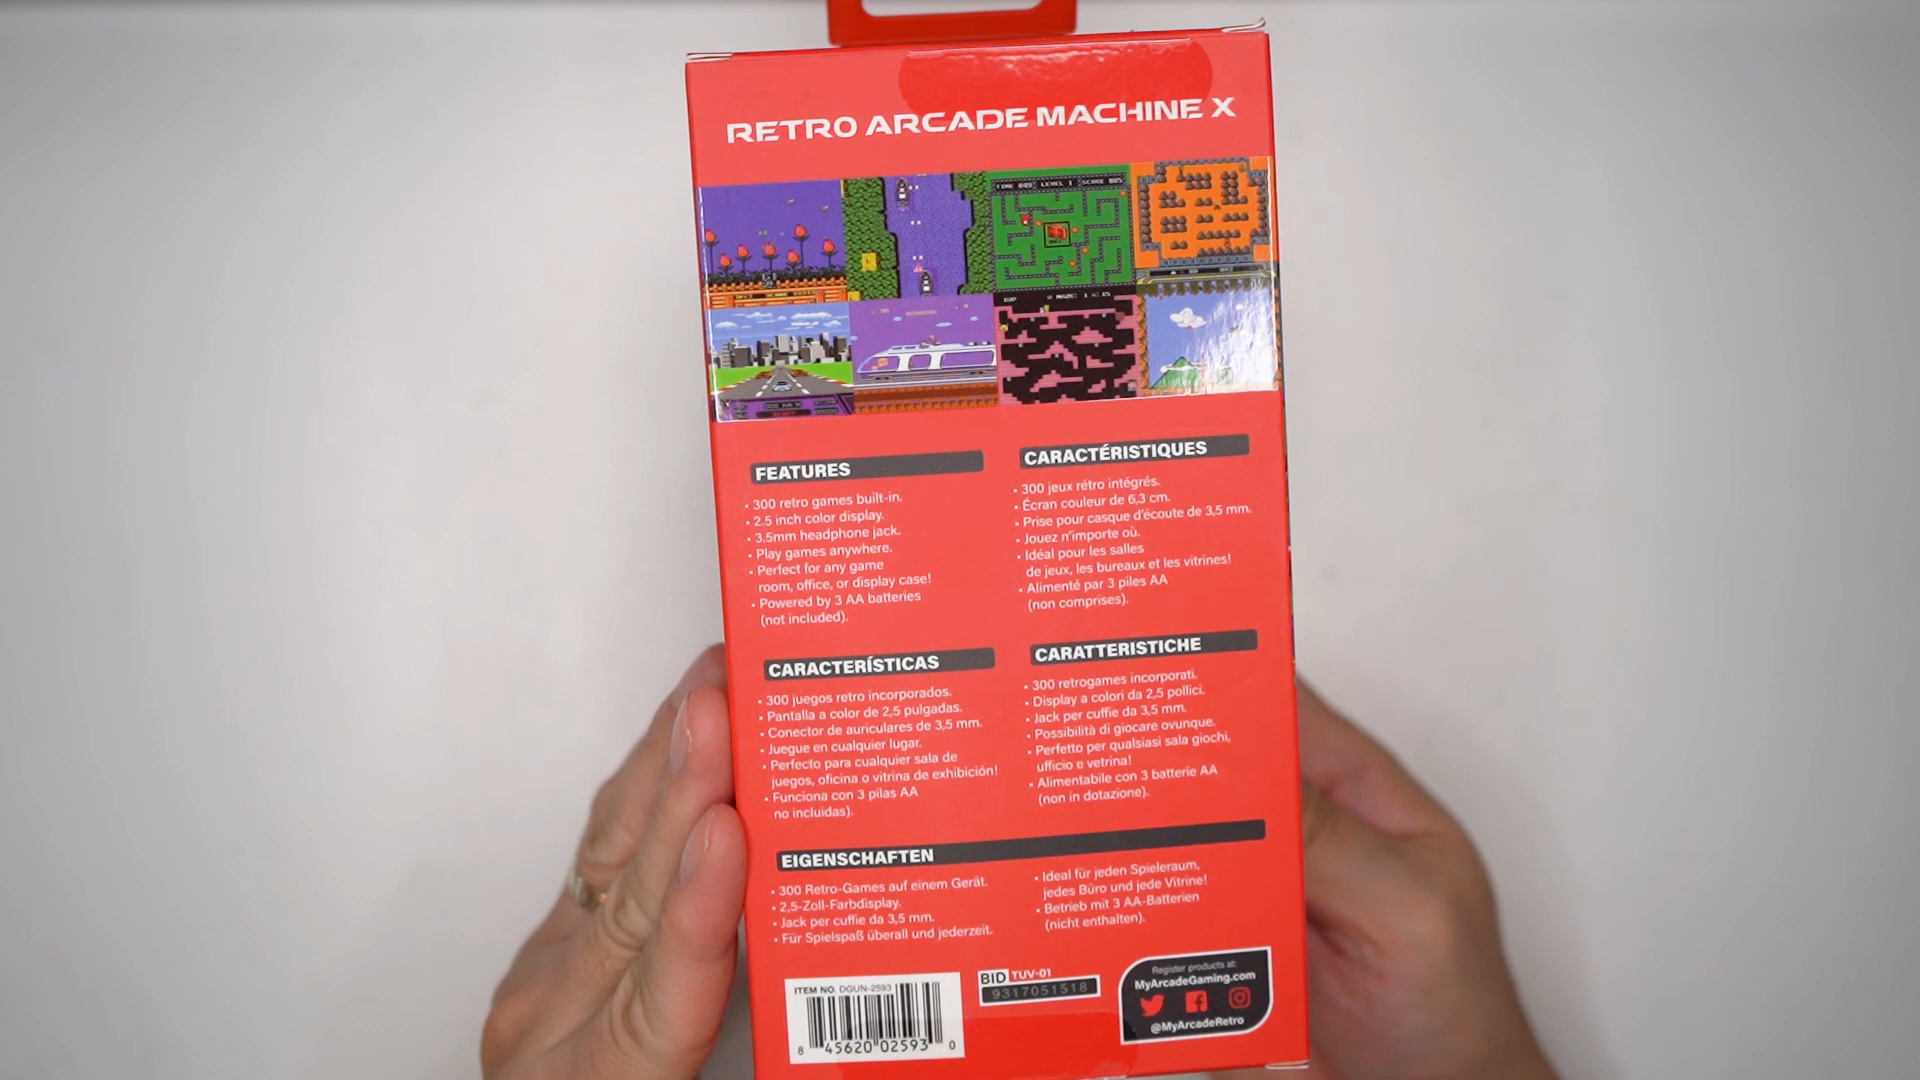 RETRO ARCADE MACHINE X
TIME 049 LEVEL 1 SCORE 005
FEATURES
• 300 retro games built-in.
• 2.5 inch color display.
• 3.5mm headphone jack.
• Play games anywhere.
• Perfect for any game
room, office, or display case!
• Powered by 3 AA batteries
(not included).
CARACTÉRISTIQUES
• 300 jeux rétro intégrés.
• Écran couleur de 6,3 cm.
• Prise pour casque d'écoute de 3,5 mm.
• Jouez n'importe où.
• Idéal pour les salles
de jeux, les bureaux et les vitrines!
• Alimenté par 3 piles AA
(non comprises).
CARACTERÍSTICAS
• 300 juegos retro incorporados.
• Pantalla a color de 2,5 pulgadas.
• Conector de auriculares de 3,5 mm.
• Juegue en cualquier lugar.
• Perfecto para cualquier sala de
juegos, oficina o vitrina de exhibición!
• Funciona con 3 pilas AA
no incluidas).
CARATTERISTICHE
• 300 retrogames incorporati.
• Display a colori da 2,5 pollici.
• Jack per cuffie da 3,5 mm.
• Possibilità di giocare ovunque.
• Perfetto per qualsiasi sala giochi,
ufficio e vetrina!
• Alimentabile con 3 batterie AA
(non in dotazione).
EIGENSCHAFTEN
• 300 Retro-Games auf einem Gerät.
• 2,5-Zoll-Farbdisplay.
• Jack per cuffie da 3,5 mm.
• Für Spielspaß überall und jederzeit.
• Ideal für jeden Spieleraum,
jedes Büro und jede Vitrine!
• Betrieb mit 3 AA-Batterien
(nicht enthalten).
ITEM NO. DGUN-2593
8 45620 02593 0
BID TUV-01
9317051518
Register products at:
MyArcadeGaming.com
@MyArcadeRetro